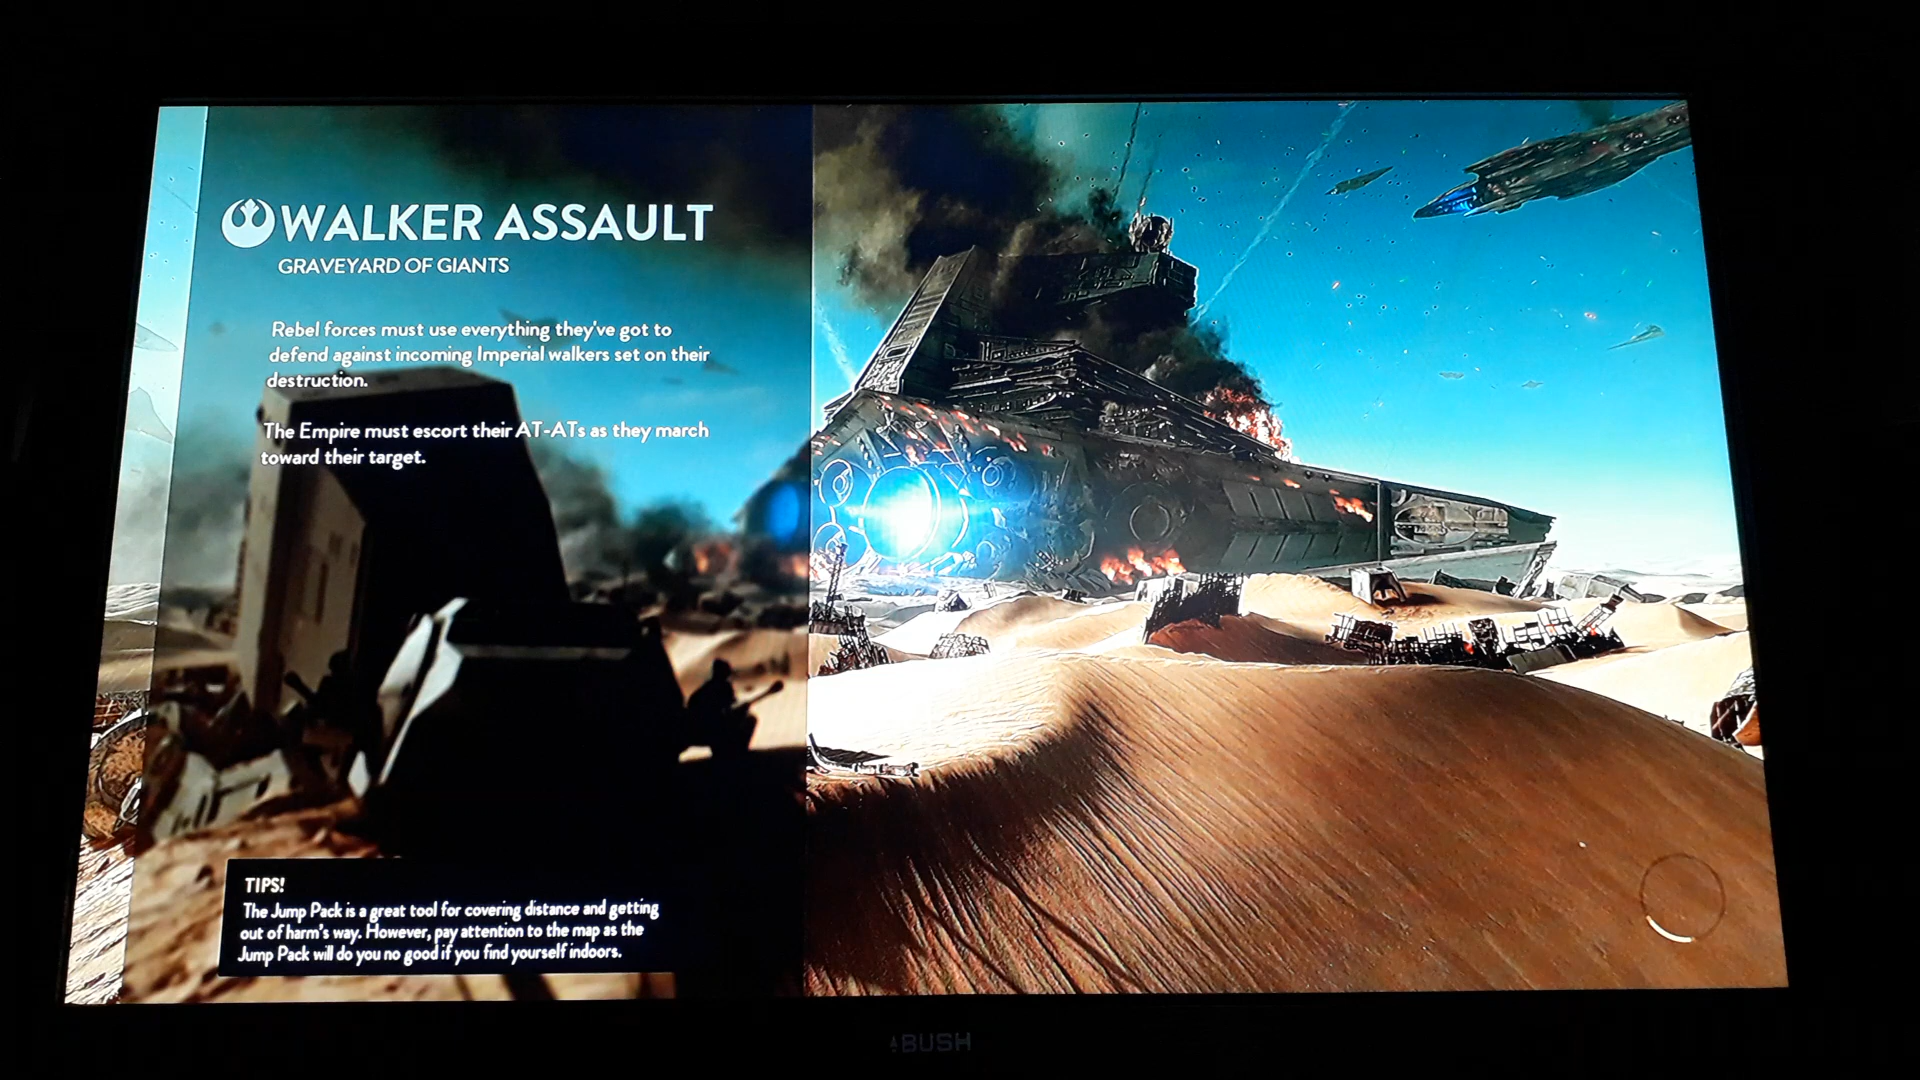 WALKER ASSAULT
GRAVEYARD OF GIANTS
Rebel forces must use everything they've got to
defend against incoming Imperial walkers set on their
destruction.
The Empire must escort their AT-ATs as they march
toward their target.
TIPS!
The Jump Pack is a great tool for covering distance and getting
out of harm's way. However, pay attention to the map as the
Jump Pack will do you no good if you find yourself indoors.
BUSH